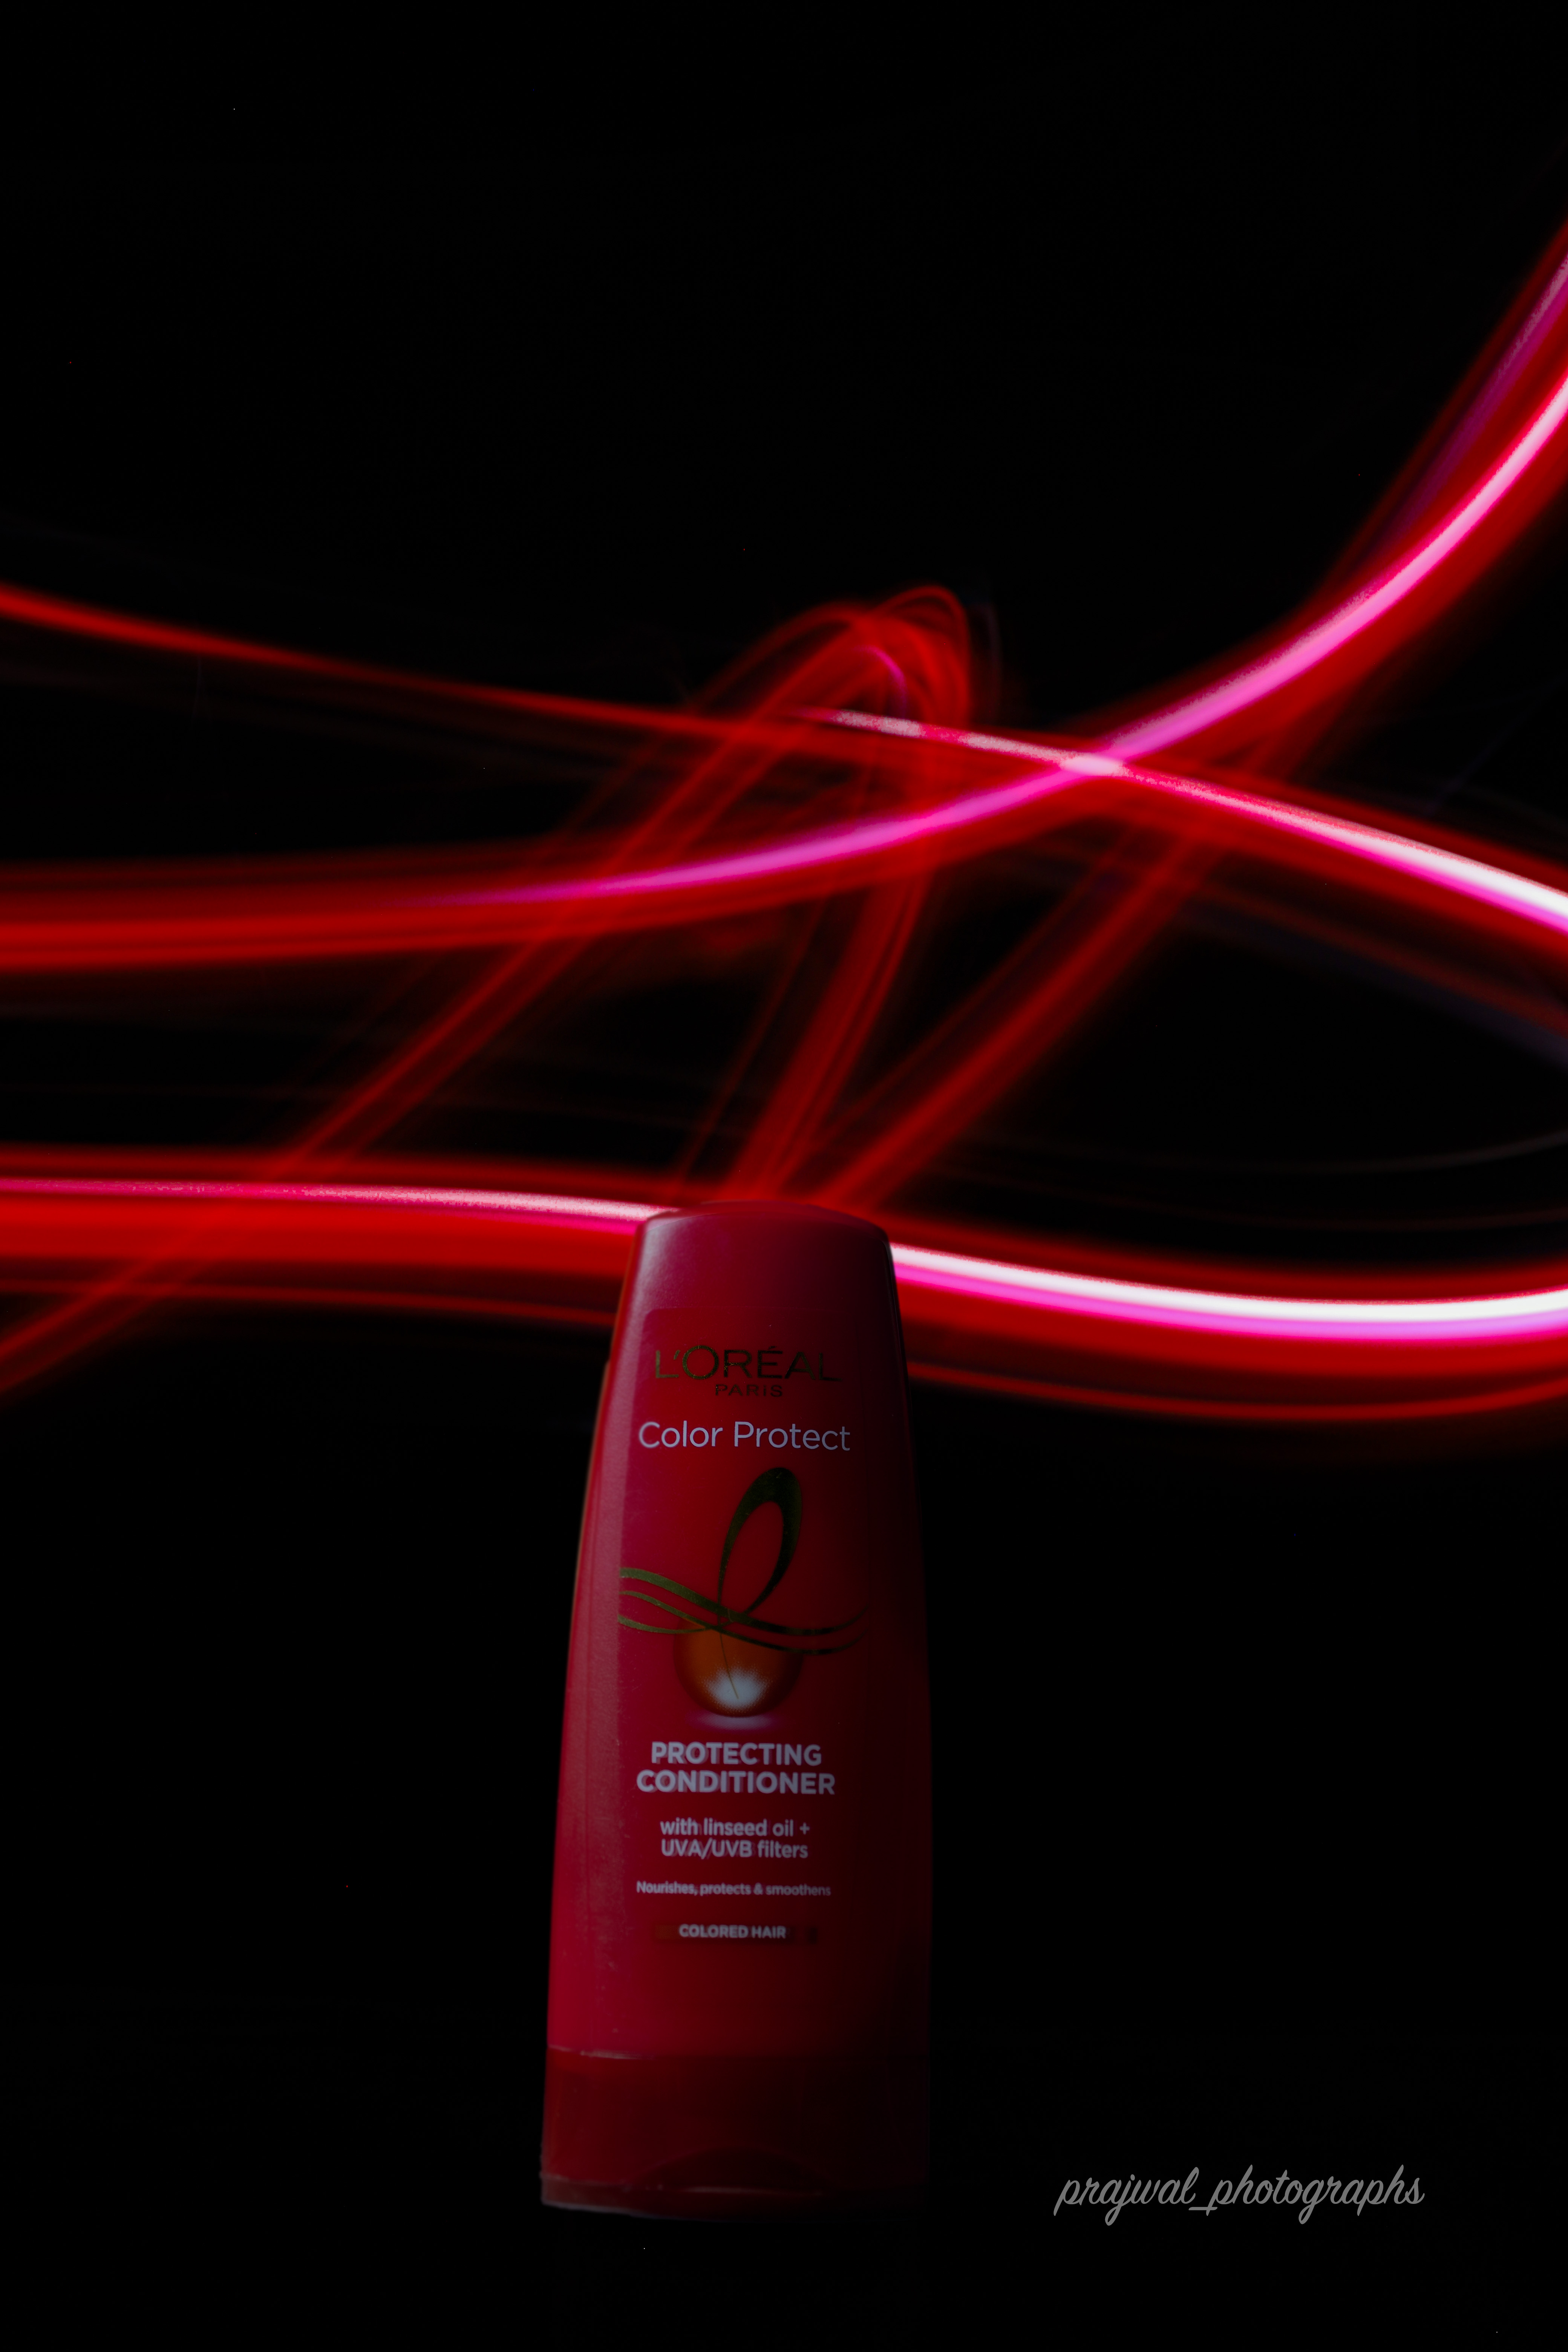 L'ORÉAL
PARIS
Color Protect
PROTECTING
CONDITIONER
with linseed oil +
UVA/UVB filters
Nourishes, protects & smoothens
COLORED HAIR
prajwal_photographs